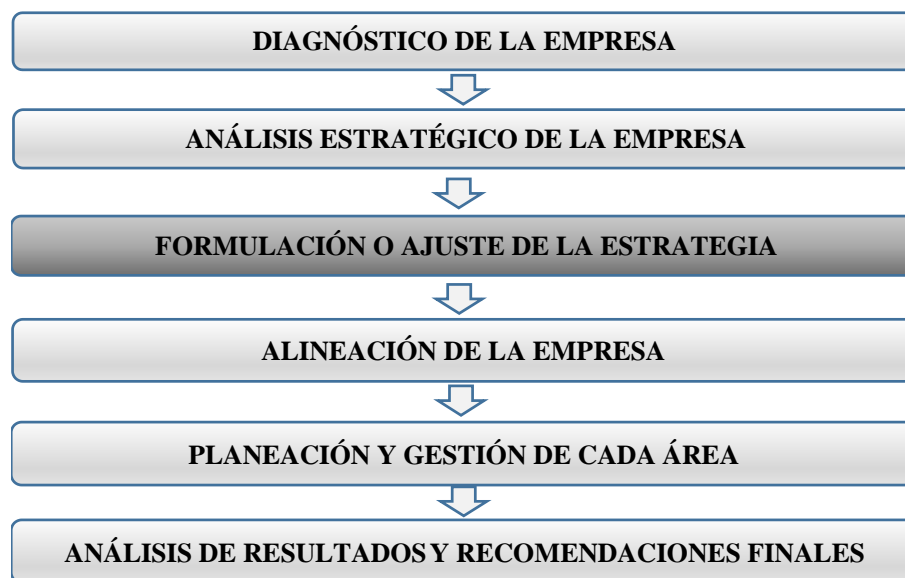 DIAGNÓSTICO DE LA EMPRESA
ANÁLISIS ESTRATÉGICO DE LA EMPRESA
FORMULACIÓN O AJUSTE DE LA ESTRATEGIA
ALINEACIÓN DE LA EMPRESA
PLANEACIÓN Y GESTIÓN DE CADA ÁREA
ANÁLISIS DE RESULTADOS Y RECOMENDACIONES FINALES